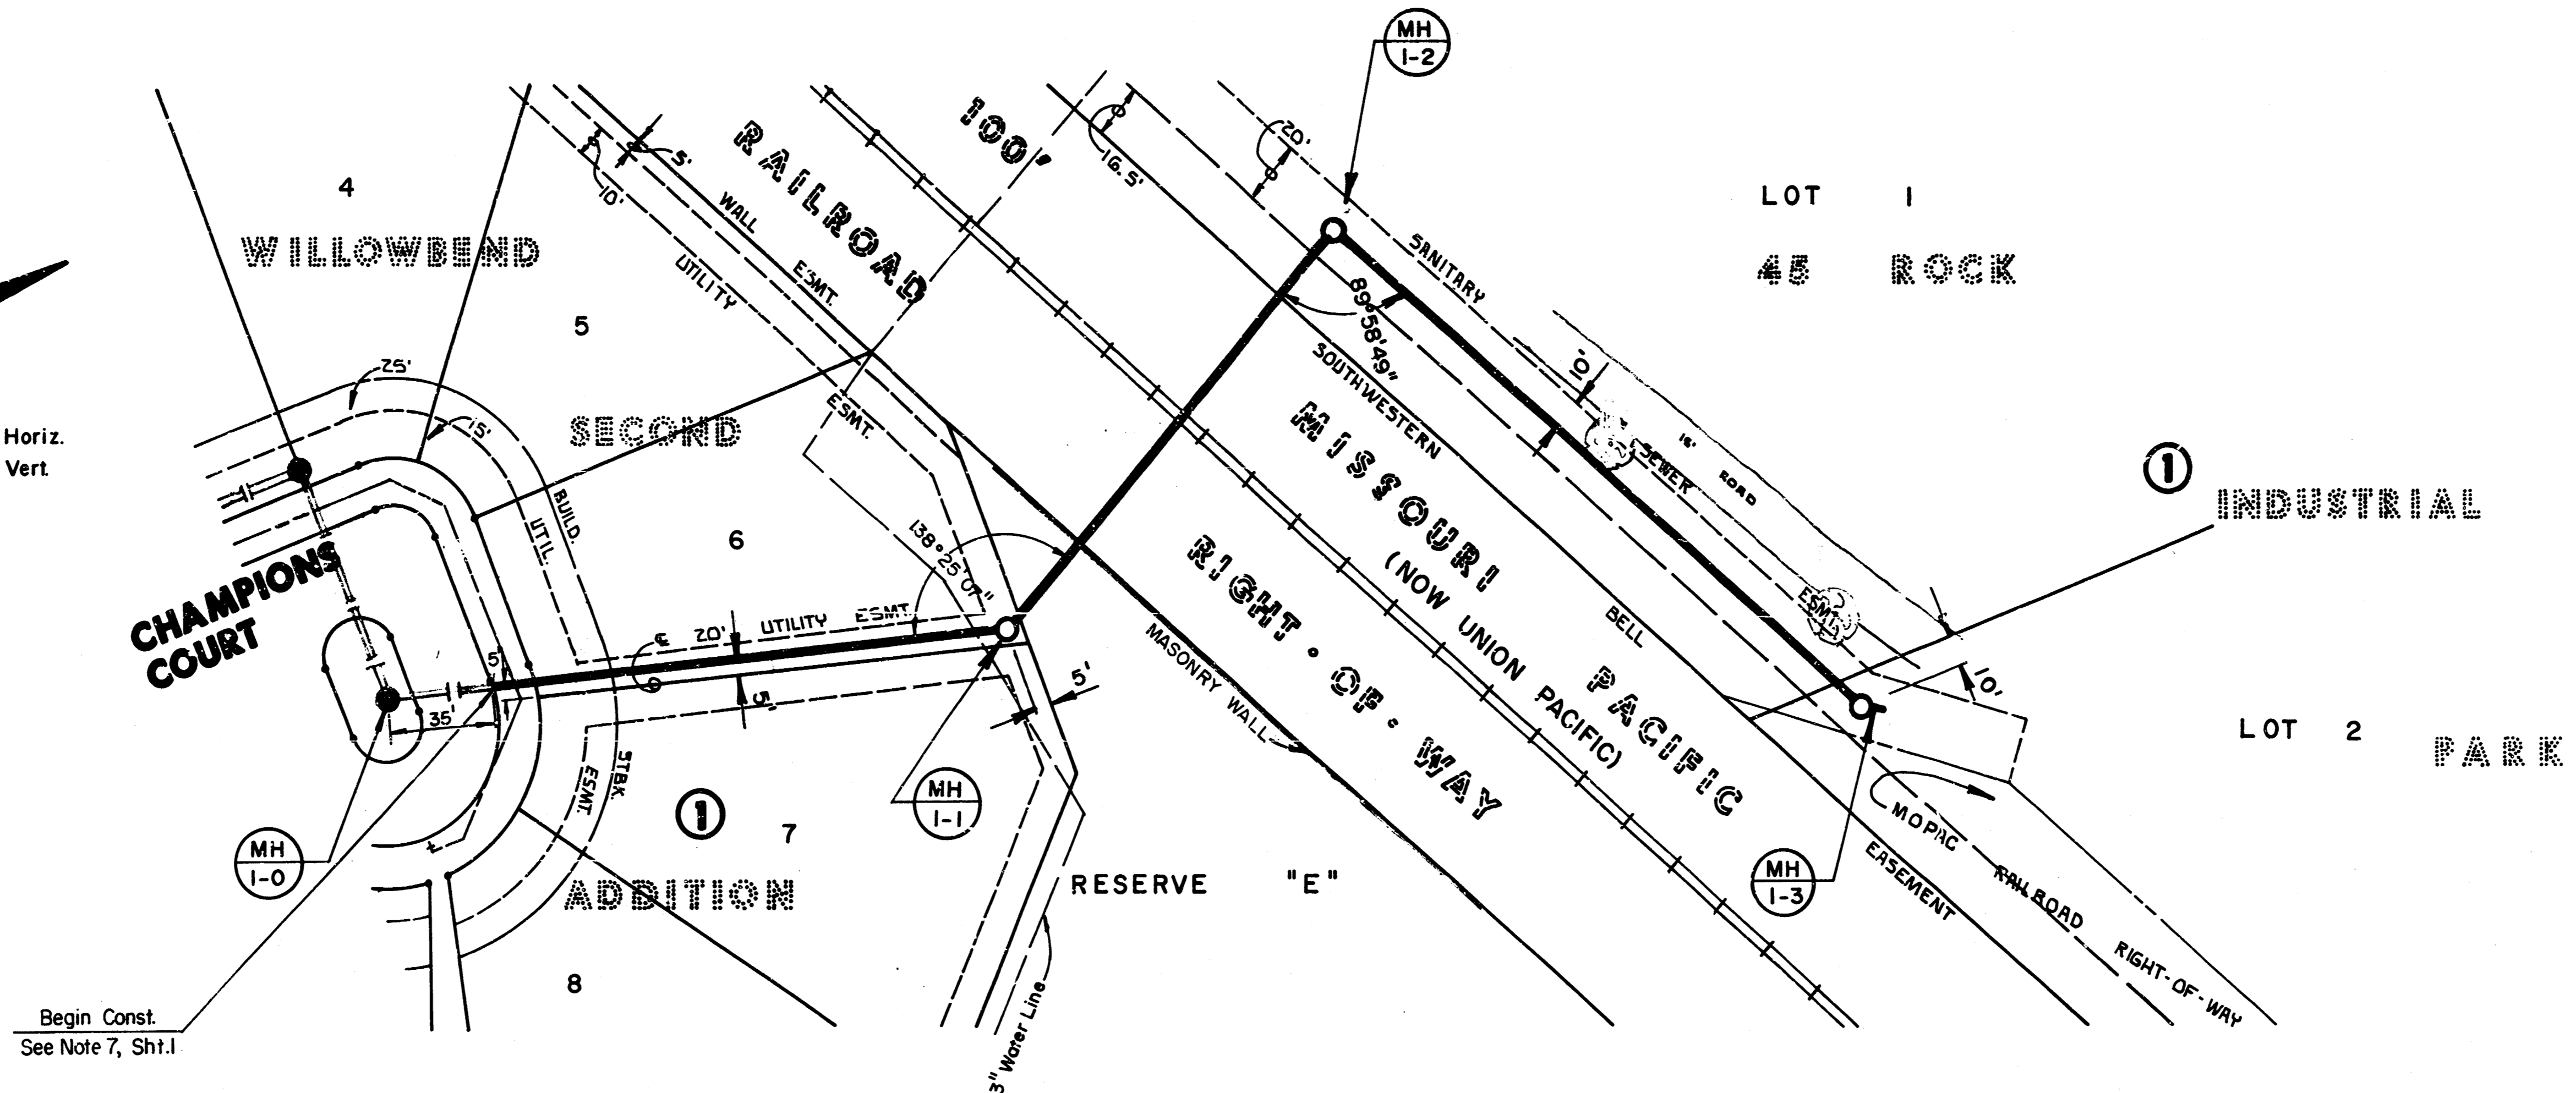 MH
1-2
4
WILLOWBEND
5
SECOND
6
25'
15'
BUILD.
UTIL.
Horiz.
Vert.
CHAMPIONS
COURT
10'
5'
WALL
ESMT.
UTILITY
ESMT.
RAILROAD
100'
16.5'
20'
SANITARY
SEWER
ESMT.
LOT 1
45 ROCK
89°58'49"
SOUTHWESTERN
BELL
EASEMENT
10'
16' ROAD
1
INDUSTRIAL
MISSOURI
PACIFIC
(NOW UNION PACIFIC)
RIGHT · OF · WAY
138°25'07"
℄ 20' UTILITY ESMT.
5'
5'
35'
MASONRY WALL
5'
10'
LOT 2
PARK
MOPAC RAILROAD RIGHT-OF-WAY
MH
1-0
MH
1-1
MH
1-3
STBK.
ESMT.
1
7
ADDITION
8
RESERVE "E"
3" Water Line
Begin Const.
See Note 7, Sht.1